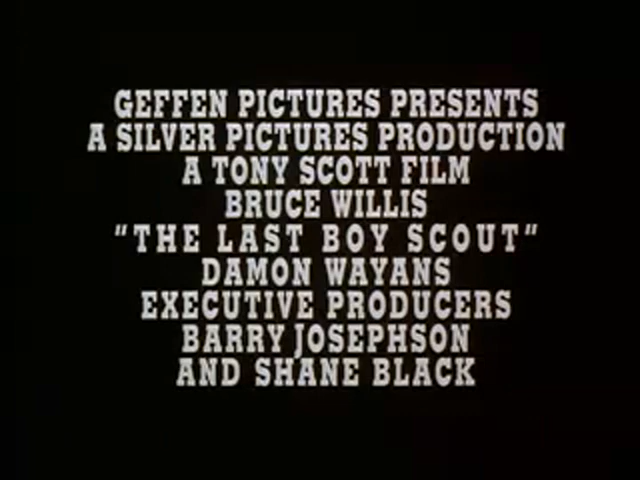 GEFFEN PICTURES PRESENTS
A SILVER PICTURES PRODUCTION
A TONY SCOTT FILM
BRUCE WILLIS
"THE LAST BOY SCOUT"
DAMON WAYANS
EXECUTIVE PRODUCERS
BARRY JOSEPHSON
AND SHANE BLACK